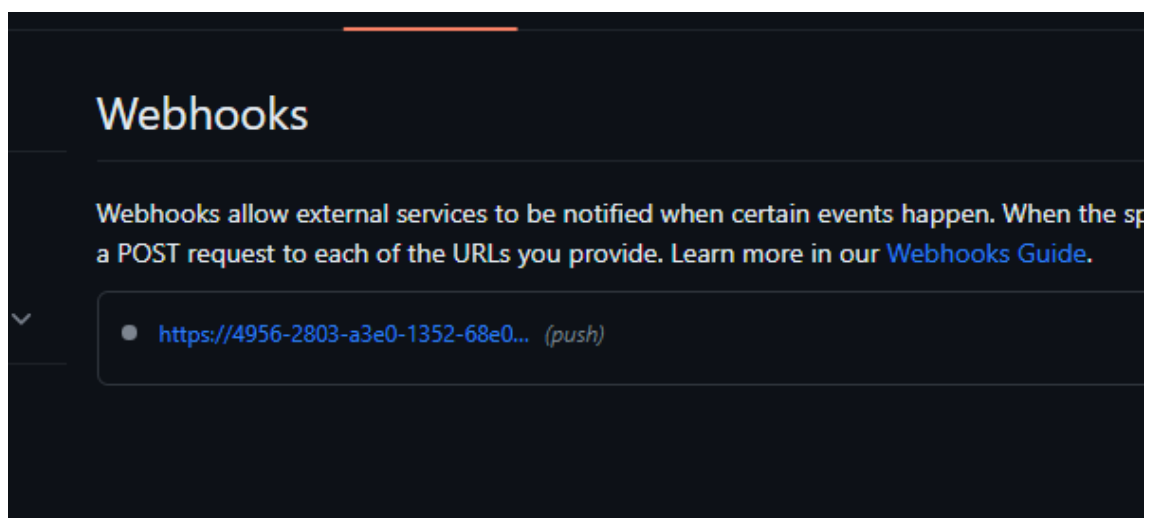 Webhooks
Webhooks allow external services to be notified when certain events happen. When the sp
a POST request to each of the URLs you provide. Learn more in our Webhooks Guide.
https://4956-2803-a3e0-1352-68e0... (push)